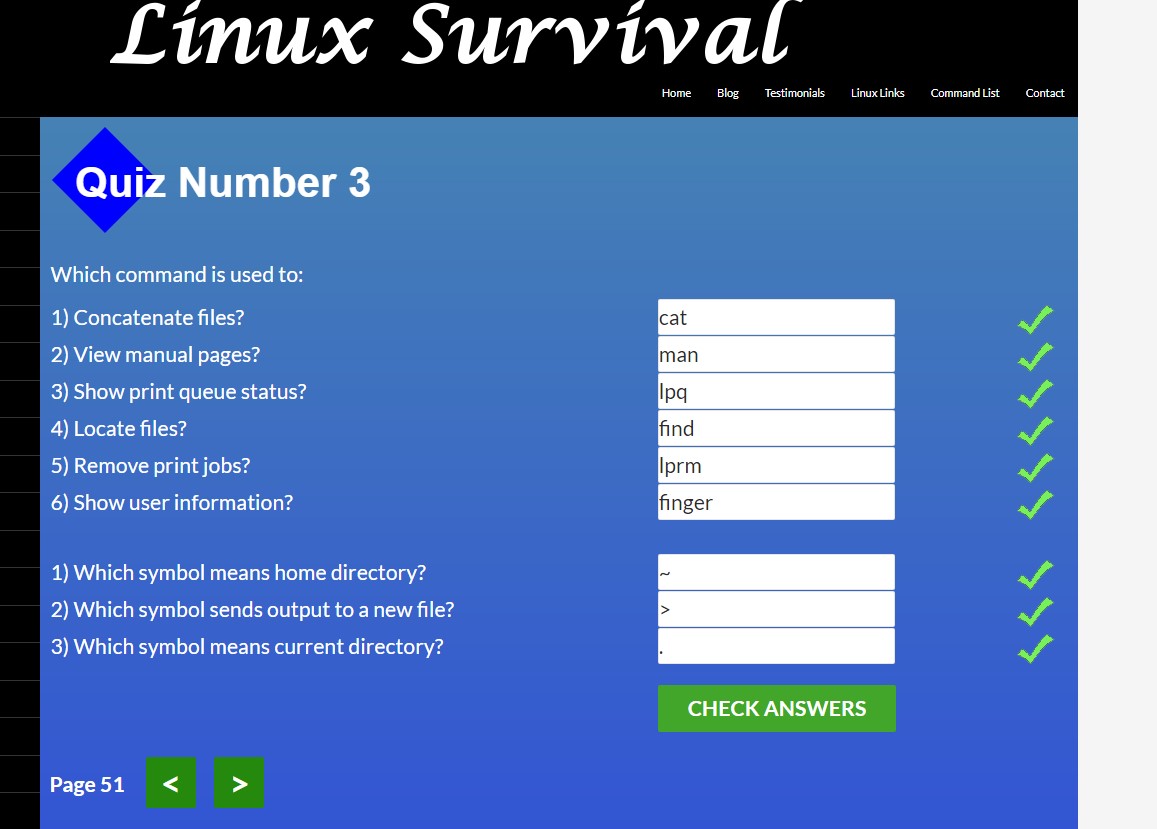 Linux Survival
Home Blog Testimonials Linux Links Command List Contact
Quiz Number 3
Which command is used to:
1) Concatenate files? cat
2) View manual pages? man
3) Show print queue status? lpq
4) Locate files? find
5) Remove print jobs? lprm
6) Show user information? finger
1) Which symbol means home directory? ~
2) Which symbol sends output to a new file? >
3) Which symbol means current directory? .
CHECK ANSWERS
Page 51 < >